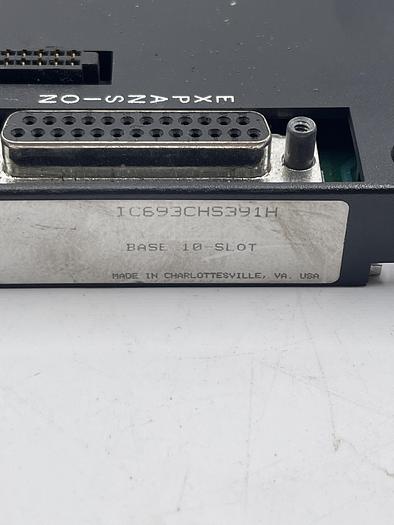 EXPANSION
IC693CHS391H
BASE 10-SLOT
MADE IN CHARLOTTESVILLE, VA. USA